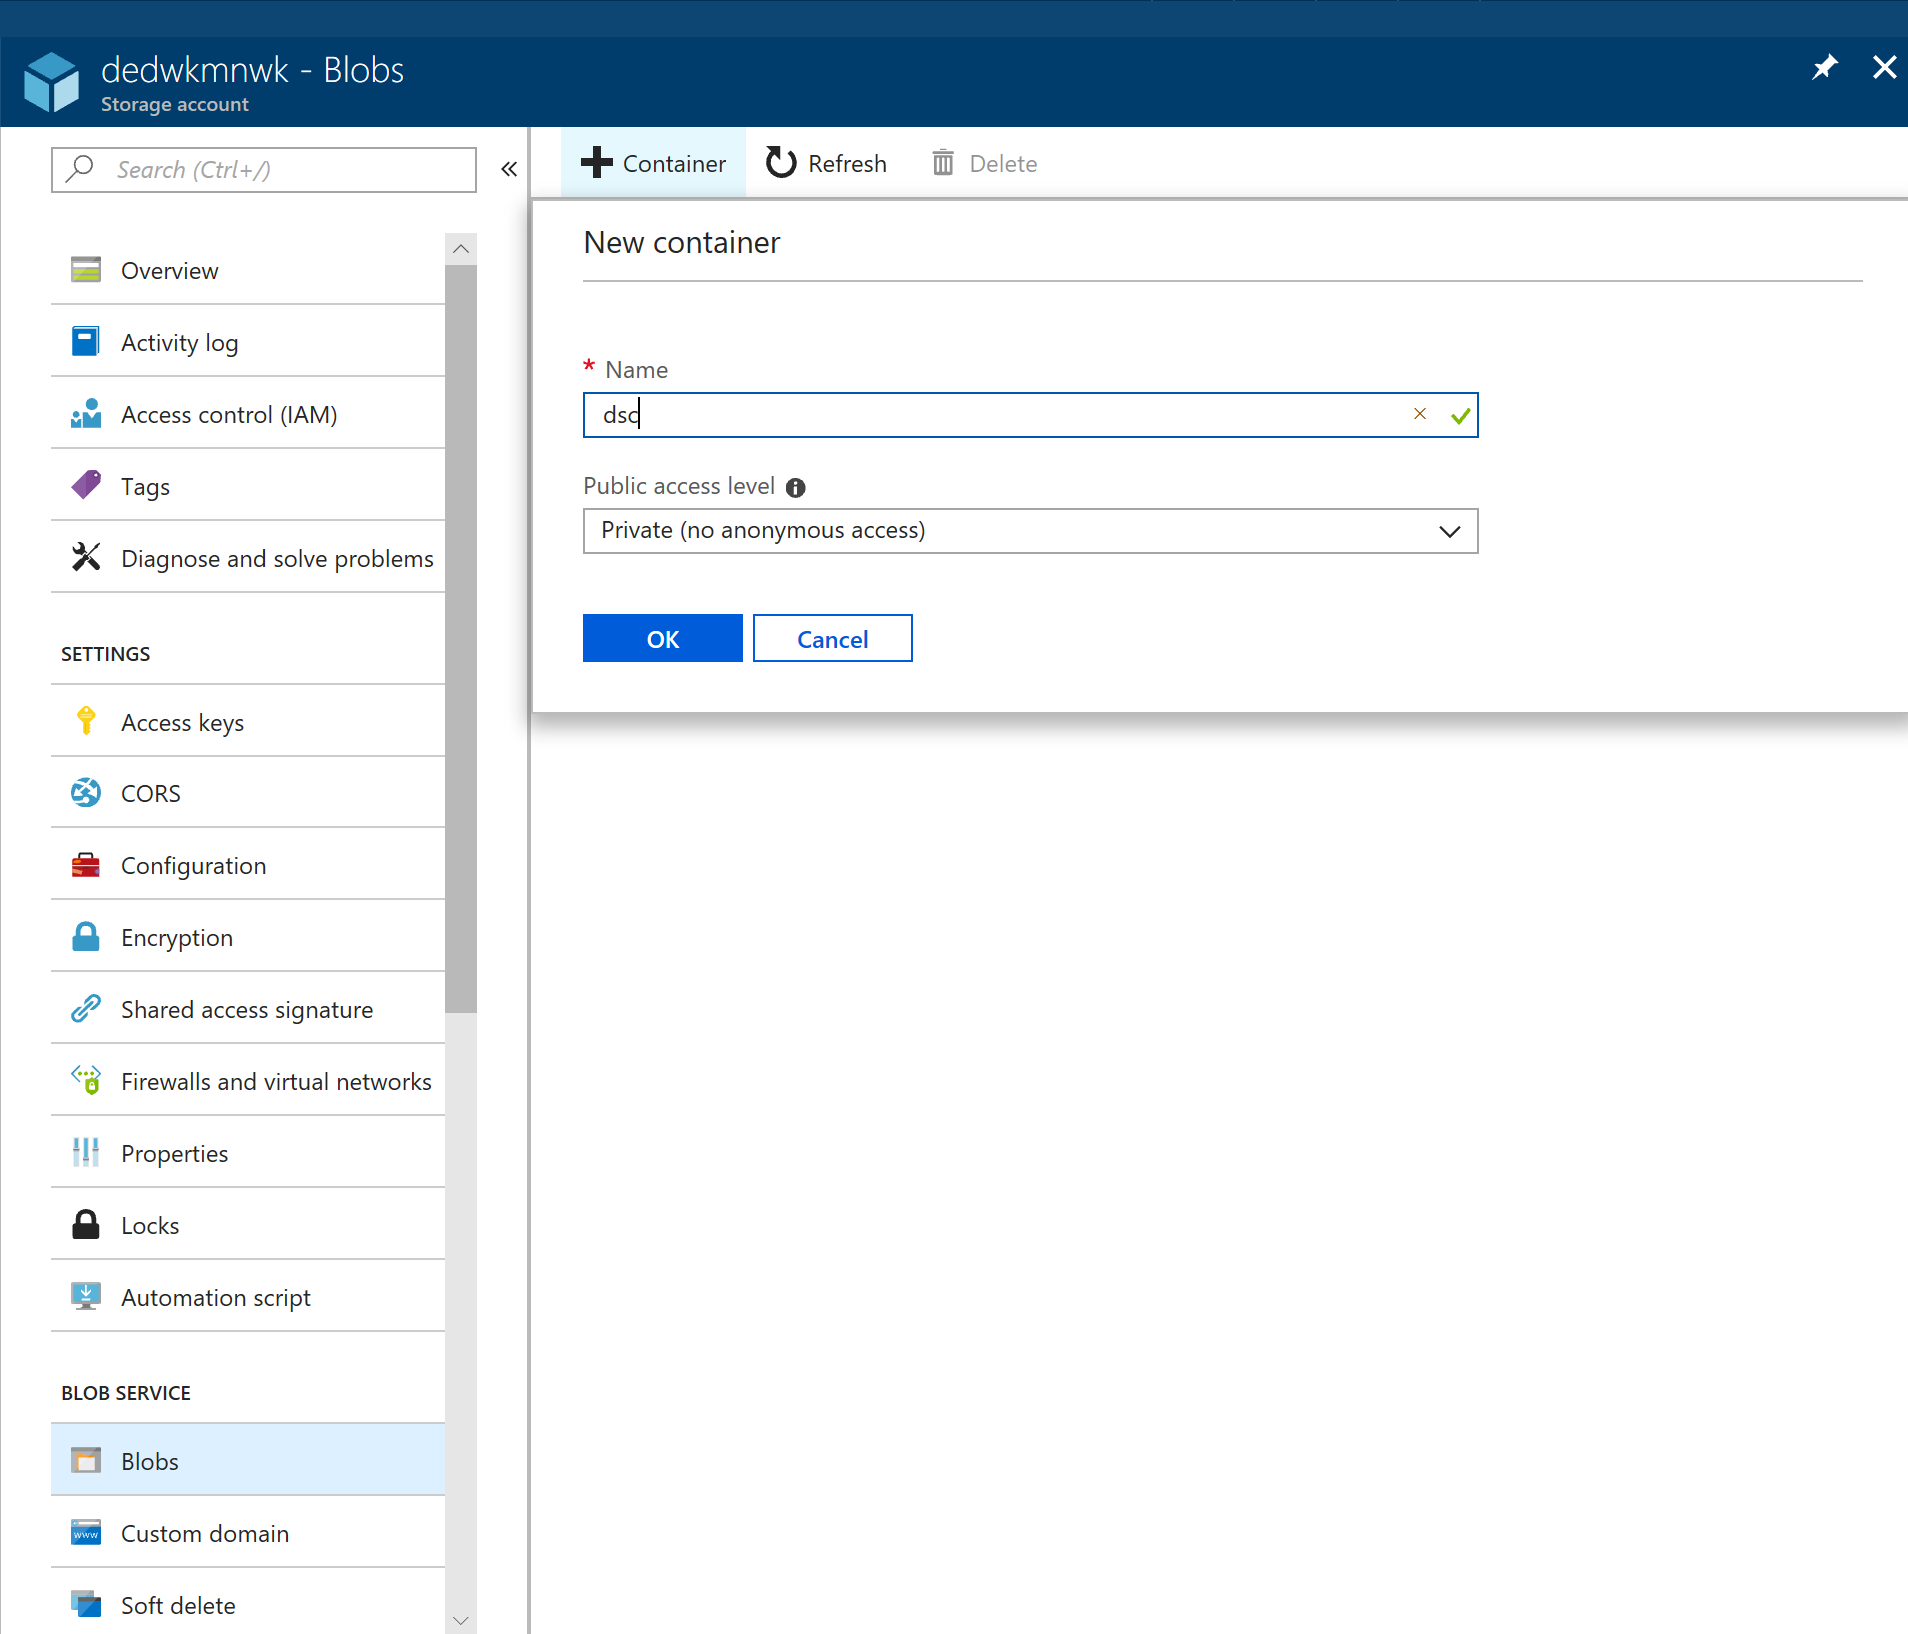 dedwkmnwk - Blobs
Storage account
Search (Ctrl+/)
Overview
Activity log
Access control (IAM)
Tags
Diagnose and solve problems
SETTINGS
Access keys
CORS
Configuration
Encryption
Shared access signature
Firewalls and virtual networks
Properties
Locks
Automation script
BLOB SERVICE
Blobs
www
Custom domain
Soft delete
Container Refresh Delete
New container
* Name
dsc
Public access level
Private (no anonymous access)
OK Cancel